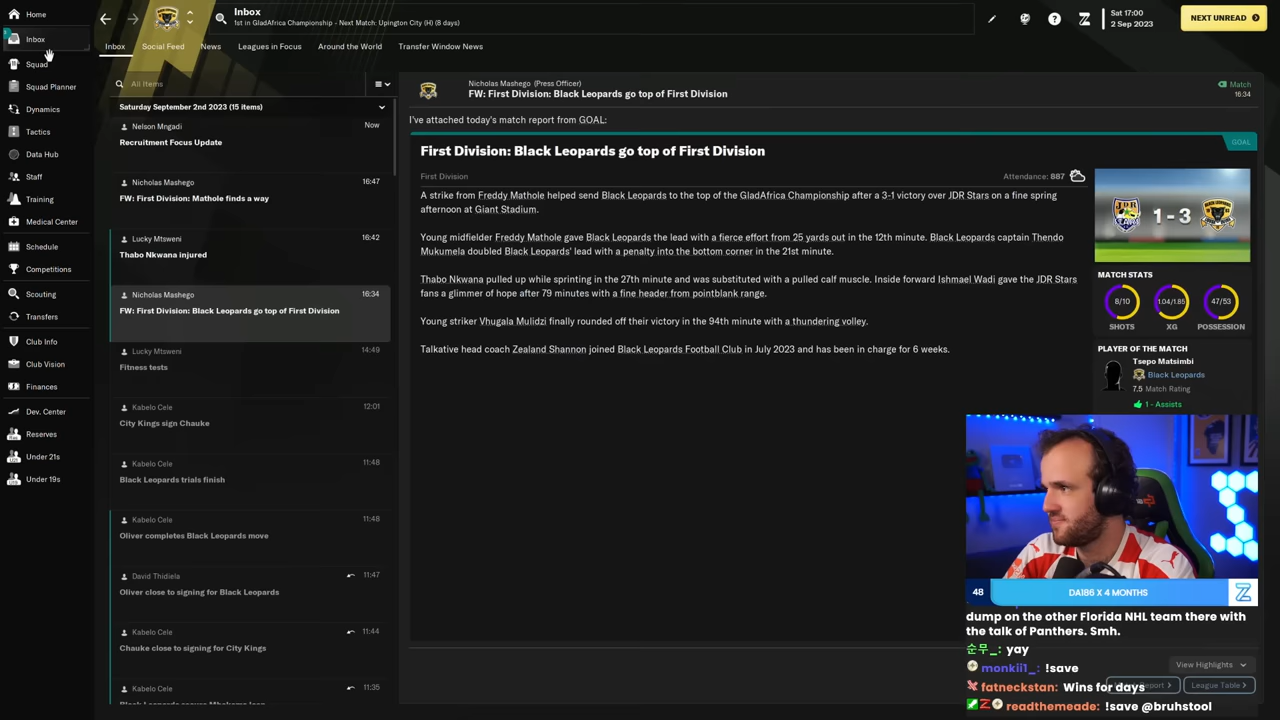 Home
Inbox
Squad
Squad Planner
Dynamics
Tactics
Data Hub
Staff
Training
Medical Center
Schedule
Competitions
Scouting
Transfers
Club Info
Club Vision
Finances
Dev. Center
Reserves
Under 21s
Under 19s
Inbox
1st in GladAfrica Championship - Next Match: Upington City (H) (8 days)
Sat 17:00
2 Sep 2023
NEXT UNREAD
Inbox
Social Feed
News
Leagues in Focus
Around the World
Transfer Window News
All Items
Saturday September 2nd 2023 (15 items)
Nelson Mngadi
Now
Recruitment Focus Update
Nicholas Mashego
16:47
FW: First Division: Mathole finds a way
Lucky Mtsweni
16:42
Thabo Nkwana injured
Nicholas Mashego
16:34
FW: First Division: Black Leopards go top of First Division
Lucky Mtsweni
14:49
Fitness tests
Kabelo Cele
12:01
City Kings sign Chauke
Kabelo Cele
11:48
Black Leopards trials finish
Kabelo Cele
11:48
Oliver completes Black Leopards move
David Thidiela
11:47
Oliver close to signing for Black Leopards
Kabelo Cele
11:44
Chauke close to signing for City Kings
Kabelo Cele
11:35
Nicholas Mashego (Press Officer)
FW: First Division: Black Leopards go top of First Division
Match
16:34
I've attached today's match report from GOAL:
First Division: Black Leopards go top of First Division
GOAL
First Division
Attendance: 887
A strike from Freddy Mathole helped send Black Leopards to the top of the GladAfrica Championship after a 3-1 victory over JDR Stars on a fine spring
afternoon at Giant Stadium.
Young midfielder Freddy Mathole gave Black Leopards the lead with a fierce effort from 25 yards out in the 12th minute. Black Leopards captain Thendo
Mukumela doubled Black Leopards' lead with a penalty into the bottom corner in the 21st minute.
Thabo Nkwana pulled up while sprinting in the 27th minute and was substituted with a pulled calf muscle. Inside forward Ishmael Wadi gave the JDR Stars
fans a glimmer of hope after 79 minutes with a fine header from pointblank range.
Young striker Vhugala Mulidzi finally rounded off their victory in the 94th minute with a thundering volley.
Talkative head coach Zealand Shannon joined Black Leopards Football Club in July 2023 and has been in charge for 6 weeks.
1 - 3
MATCH STATS
8/10
1.04/1.85
47/53
SHOTS
XG
POSSESSION
PLAYER OF THE MATCH
Tsepo Matsimbi
Black Leopards
7.5 Match Rating
1 - Assists
48
DA186 X 4 MONTHS
dump on the other Florida NHL team there with
the talk of Panthers. Smh.
순무_: yay
monkii1_: !save
fatneckstan: Wins for days
readthemeade: !save @bruhstool
View Highlights
League Table